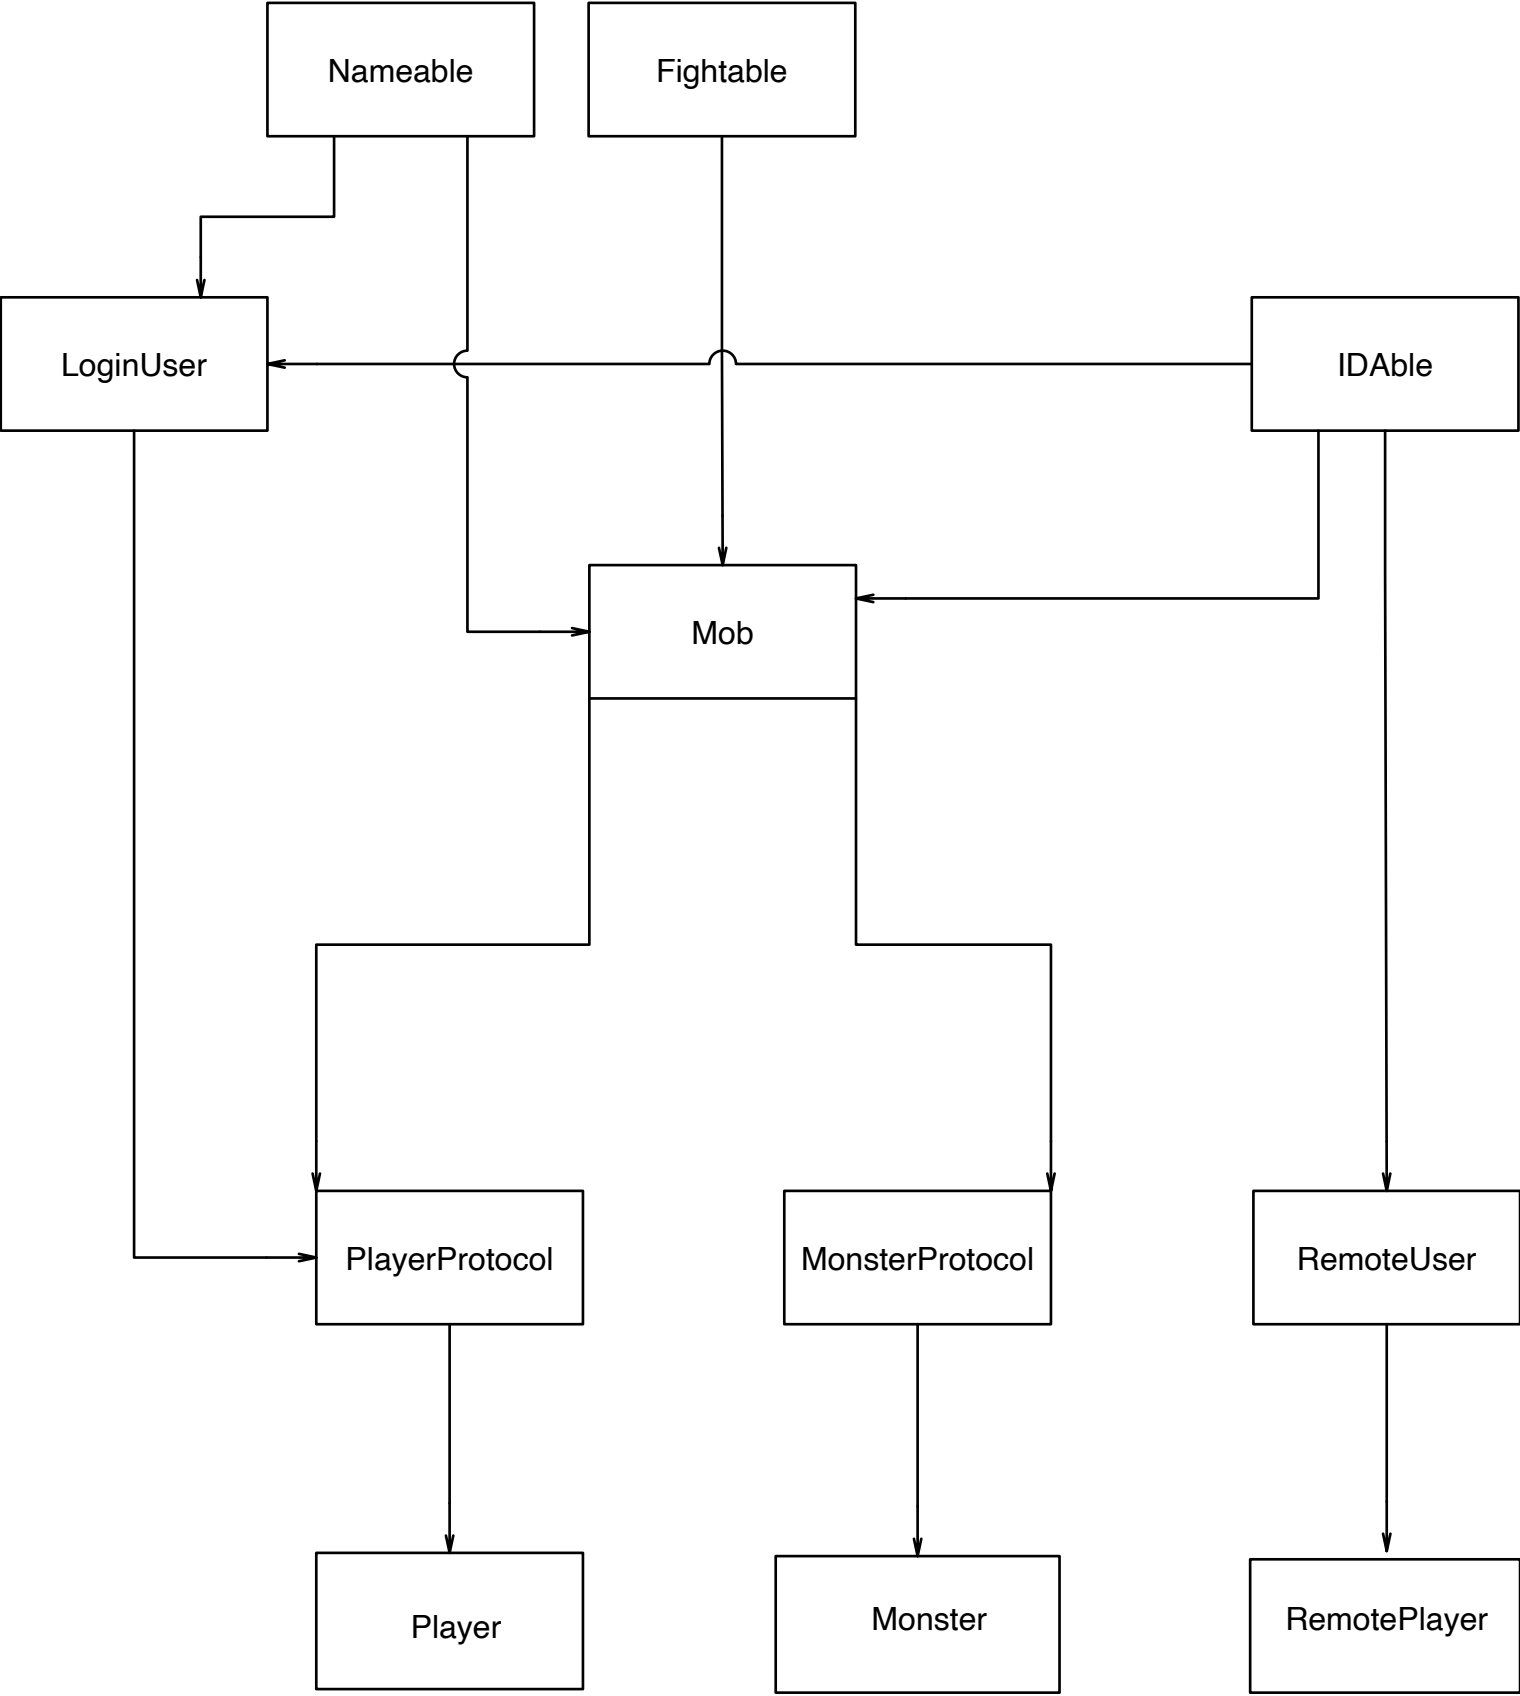 Nameable
Fightable
LoginUser
IDAble
Mob
PlayerProtocol
MonsterProtocol
RemoteUser
Player
Monster
RemotePlayer